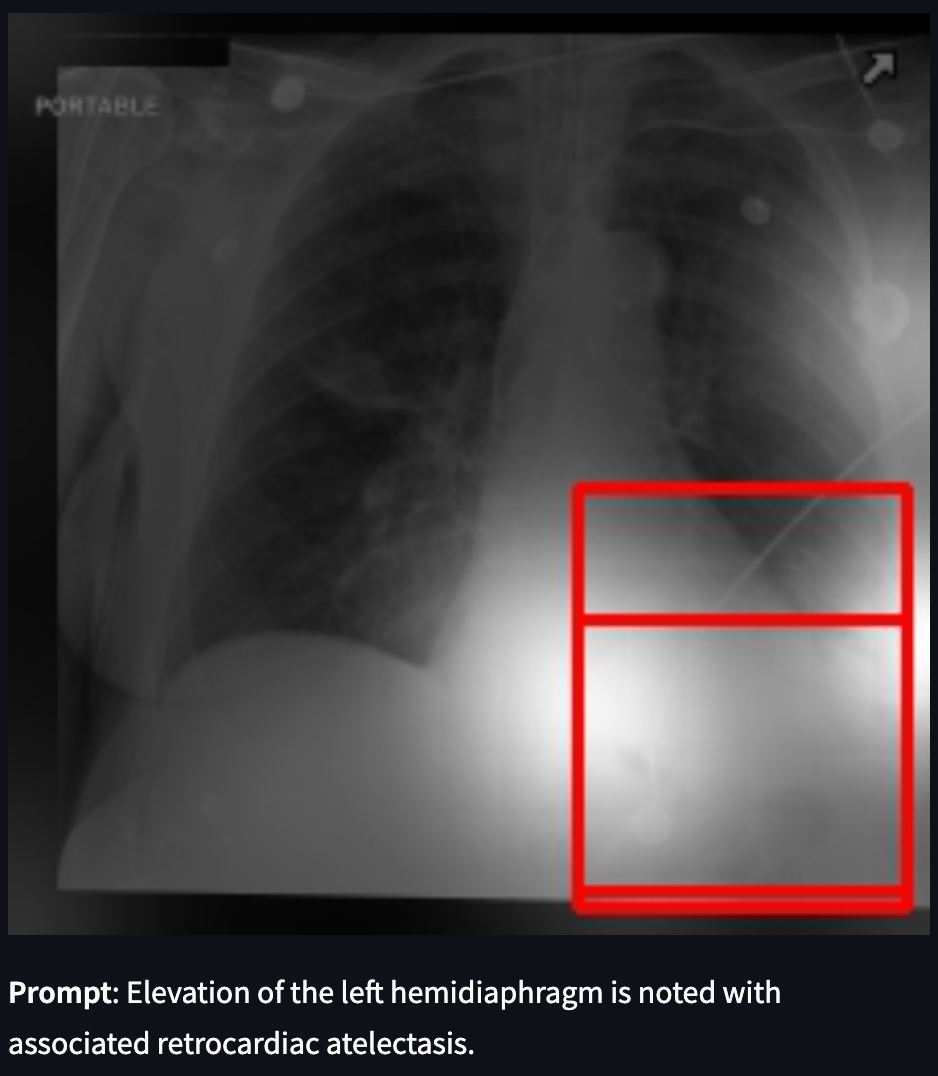 PORTABLE
Prompt: Elevation of the left hemidiaphragm is noted with
associated retrocardiac atelectasis.